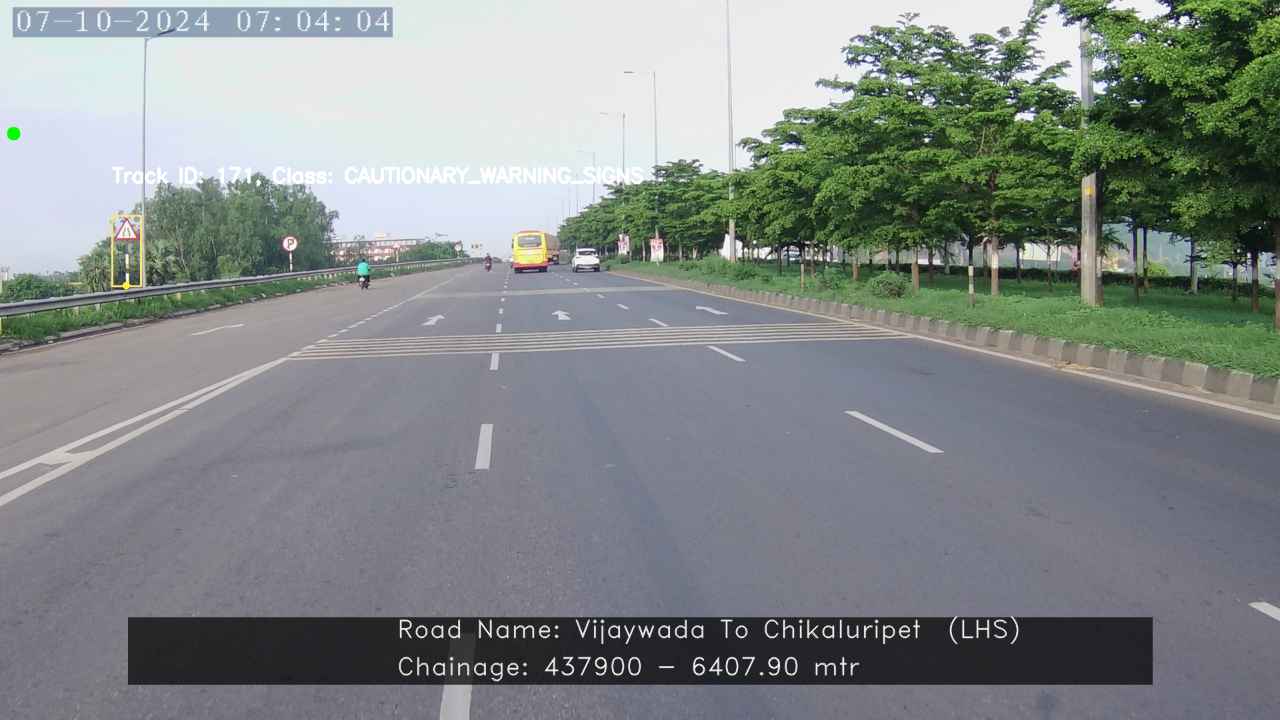 07-10-2024 07:04:04
Track ID: 171, Class: CAUTIONARY_WARNING_SIGNS
P
Road Name: Vijaywada To Chikaluripet (LHS)
Chainage: 437900 - 6407.90 mtr